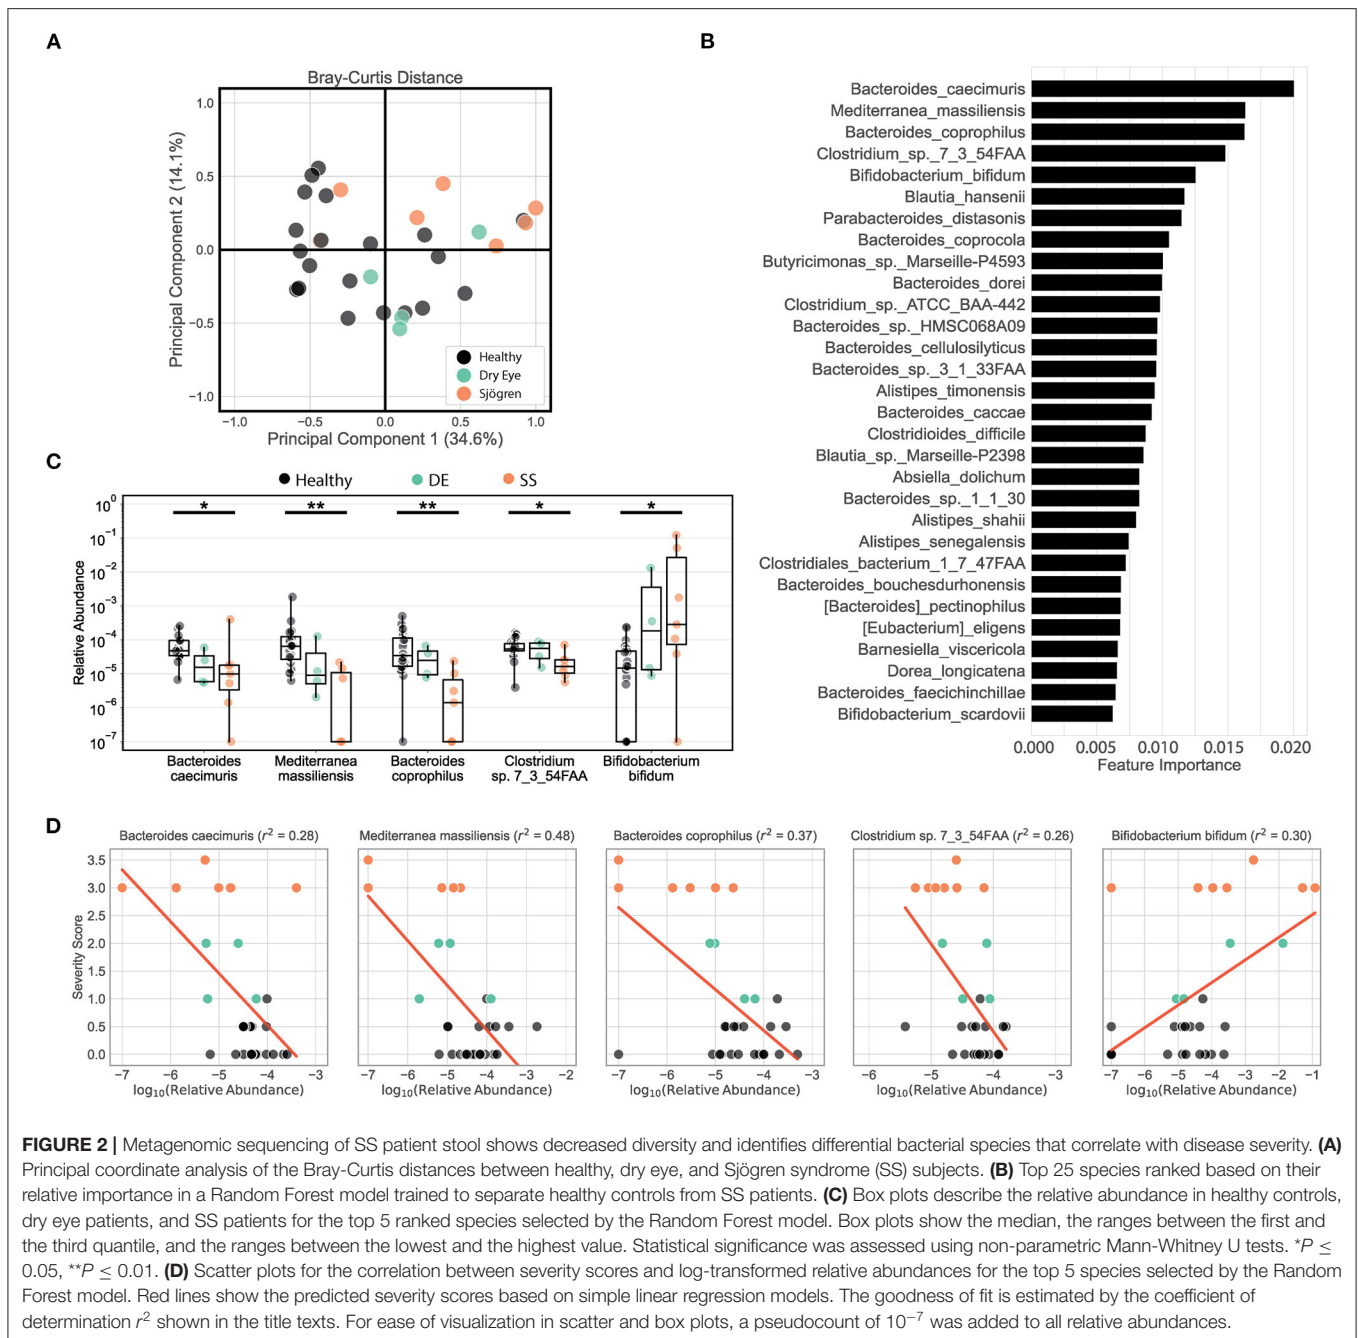 A
Bray-Curtis Distance
1.0
0.5
0.0
−0.5
−1.0
Principal Component 2 (14.1%)
Healthy
Dry Eye
Sjögren
−1.0 −0.5 0.0 0.5 1.0
Principal Component 1 (34.6%)
B
Bacteroides_caecimuris
Mediterranea_massiliensis
Bacteroides_coprophilus
Clostridium_sp._7_3_54FAA
Bifidobacterium_bifidum
Blautia_hansenii
Parabacteroides_distasonis
Bacteroides_coprocola
Butyricimonas_sp._Marseille-P4593
Bacteroides_dorei
Clostridium_sp._ATCC_BAA-442
Bacteroides_sp._HMSC068A09
Bacteroides_cellulosilyticus
Bacteroides_sp._3_1_33FAA
Alistipes_timonensis
Bacteroides_caccae
Clostridioides_difficile
Blautia_sp._Marseille-P2398
Absiella_dolichum
Bacteroides_sp._1_1_30
Alistipes_shahii
Alistipes_senegalensis
Clostridiales_bacterium_1_7_47FAA
Bacteroides_bouchesdurhonensis
[Bacteroides]_pectinophilus
[Eubacterium]_eligens
Barnesiella_viscericola
Dorea_longicatena
Bacteroides_faecichinchillae
Bifidobacterium_scardovii
0.000 0.005 0.010 0.015 0.020
Feature Importance
C
Healthy DE SS
* ** ** * *
10⁰
10⁻¹
10⁻²
10⁻³
10⁻⁴
10⁻⁵
10⁻⁶
10⁻⁷
Relative Abundance
Bacteroides caecimuris
Mediterranea massiliensis
Bacteroides coprophilus
Clostridium sp. 7_3_54FAA
Bifidobacterium bifidum
D
Bacteroides caecimuris (r² = 0.28)
3.5
3.0
2.5
2.0
1.5
1.0
0.5
0.0
Severity Score
−7 −6 −5 −4 −3
log₁₀(Relative Abundance)
Mediterranea massiliensis (r² = 0.48)
−7 −6 −5 −4 −3 −2
log₁₀(Relative Abundance)
Bacteroides coprophilus (r² = 0.37)
−7 −6 −5 −4 −3
log₁₀(Relative Abundance)
Clostridium sp. 7_3_54FAA (r² = 0.26)
−6 −5 −4 −3
log₁₀(Relative Abundance)
Bifidobacterium bifidum (r² = 0.30)
−7 −6 −5 −4 −3 −2 −1
log₁₀(Relative Abundance)
FIGURE 2 | Metagenomic sequencing of SS patient stool shows decreased diversity and identifies differential bacterial species that correlate with disease severity. (A)
Principal coordinate analysis of the Bray-Curtis distances between healthy, dry eye, and Sjögren syndrome (SS) subjects. (B) Top 25 species ranked based on their
relative importance in a Random Forest model trained to separate healthy controls from SS patients. (C) Box plots describe the relative abundance in healthy controls,
dry eye patients, and SS patients for the top 5 ranked species selected by the Random Forest model. Box plots show the median, the ranges between the first and
the third quantile, and the ranges between the lowest and the highest value. Statistical significance was assessed using non-parametric Mann-Whitney U tests. *P ≤
0.05, **P ≤ 0.01. (D) Scatter plots for the correlation between severity scores and log-transformed relative abundances for the top 5 species selected by the Random
Forest model. Red lines show the predicted severity scores based on simple linear regression models. The goodness of fit is estimated by the coefficient of
determination r² shown in the title texts. For ease of visualization in scatter and box plots, a pseudocount of 10⁻⁷ was added to all relative abundances.